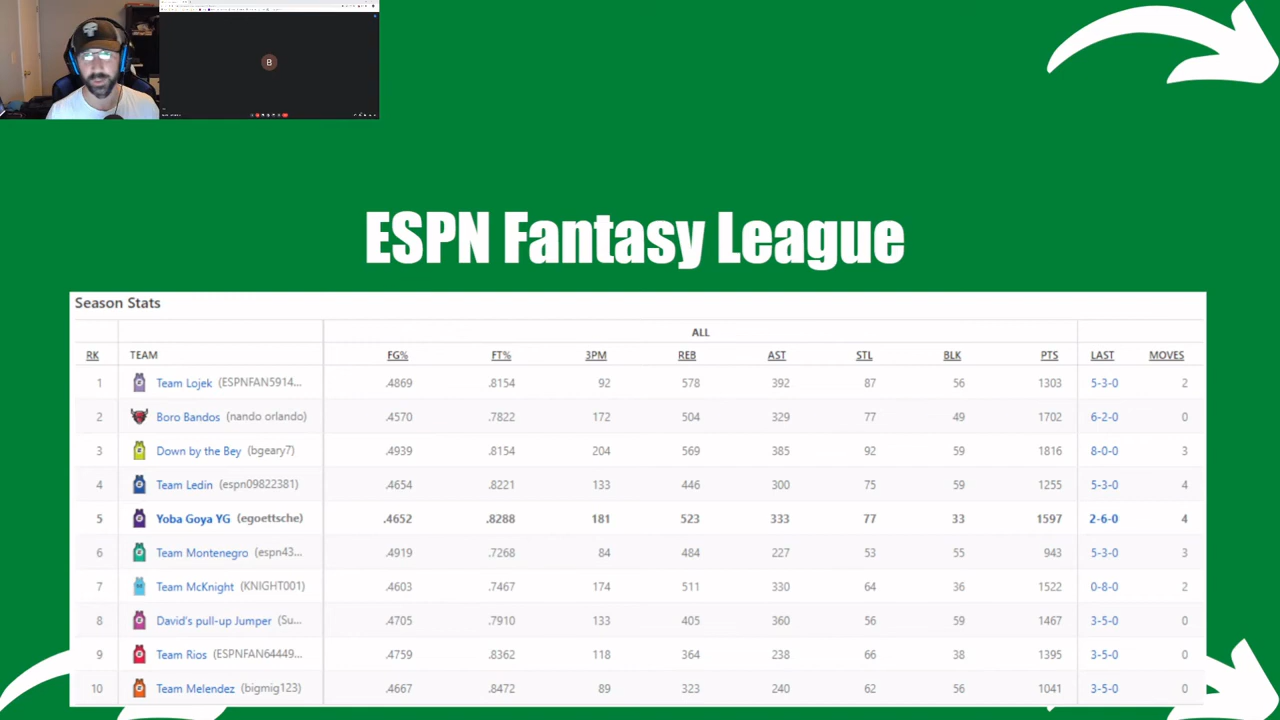 B
ESPN Fantasy League
Season Stats
ALL
RK TEAM FG% FT% 3PM REB AST STL BLK PTS LAST MOVES
1 Team Lojek (ESPNFAN5914... .4869 .8154 92 578 392 87 56 1303 5-3-0 2
2 Boro Bandos (nando orlando) .4570 .7822 172 504 329 77 49 1702 6-2-0 0
3 Down by the Bey (bgeary7) .4939 .8154 204 569 385 92 59 1816 8-0-0 3
4 Team Ledin (espn09822381) .4654 .8221 133 446 300 75 59 1255 5-3-0 4
5 Yoba Goya YG (egoettsche) .4652 .8288 181 523 333 77 33 1597 2-6-0 4
6 Team Montenegro (espn43... .4919 .7268 84 484 227 53 55 943 5-3-0 3
7 Team McKnight (KNIGHT001) .4603 .7467 174 511 330 64 36 1522 0-8-0 2
8 David's pull-up Jumper (Su... .4705 .7910 133 405 360 56 59 1467 3-5-0 0
9 Team Rios (ESPNFAN64449... .4759 .8362 118 364 238 66 38 1395 3-5-0 0
10 Team Melendez (bigmig123) .4667 .8472 89 323 240 62 56 1041 3-5-0 0